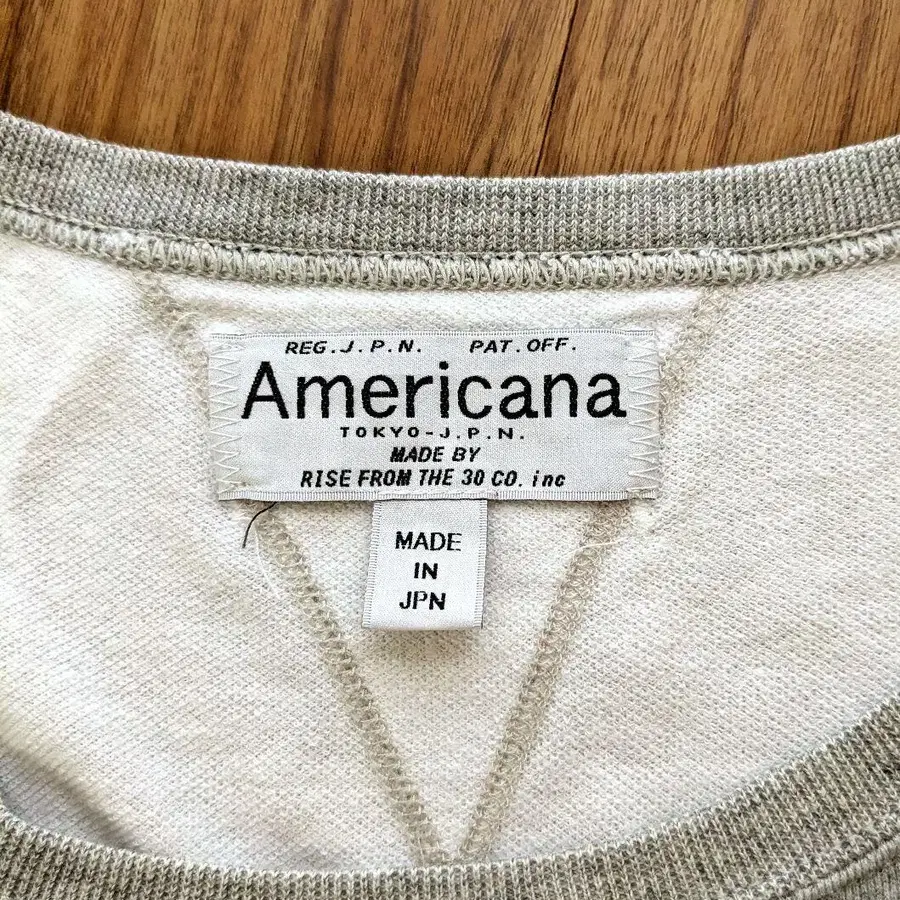 REG.J.P.N. PAT.OFF.
Americana
TOKYO-J.P.N.
MADE BY
RISE FROM THE 30 CO. inc
MADE
IN
JPN